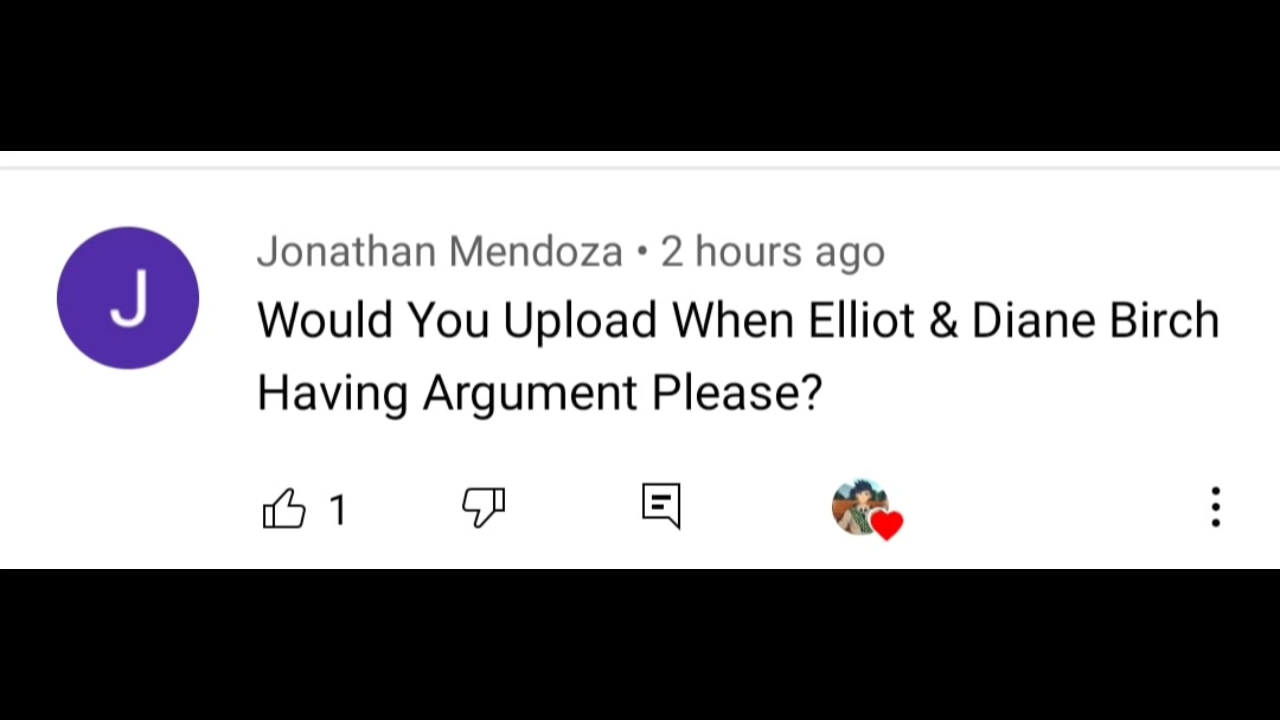 J
Jonathan Mendoza • 2 hours ago
Would You Upload When Elliot & Diane Birch
Having Argument Please?
1